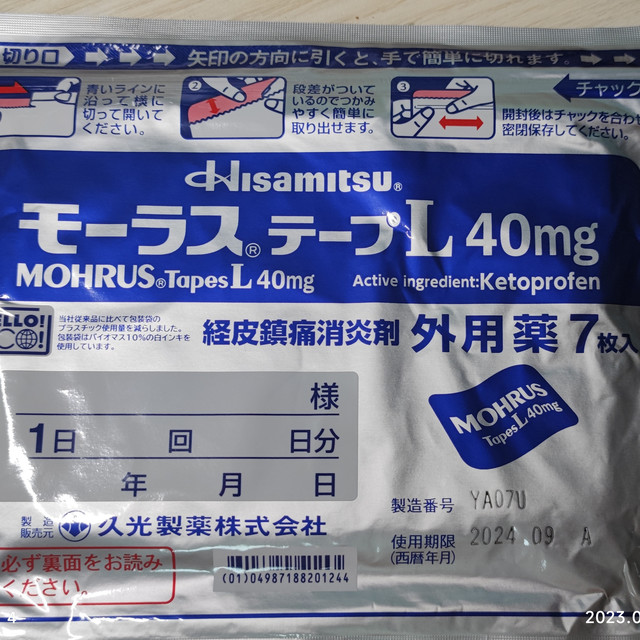 切り口
矢印の方向に引くと、手で簡単に切れます。
青いラインに
沿って横に
切って開いて
ください。
2
段差がついて
いるのでつかみ
やすく簡単に
取り出せます。
3
チャック
開封後はチャックを合わせ
密閉保存してください。
Hisamitsu®
モーラス®テープL 40mg
MOHRUS® Tapes L 40mg
Active ingredient:Ketoprofen
当社従来品に比べて包装袋の
プラスチック使用量を減らしました。
包装袋はバイオマス10%の白インキを
使用しています。
経皮鎮痛消炎剤 外用薬 7枚入
様
1日 回 日分
年 月 日
MOHRUS
Tapes L 40mg
製造番号 YA07U
使用期限 2024 09 A
(西暦年月)
製造
販売元 久光製薬株式会社
必ず裏面をお読み
ください。
(01)04987188201244
4
2023.0